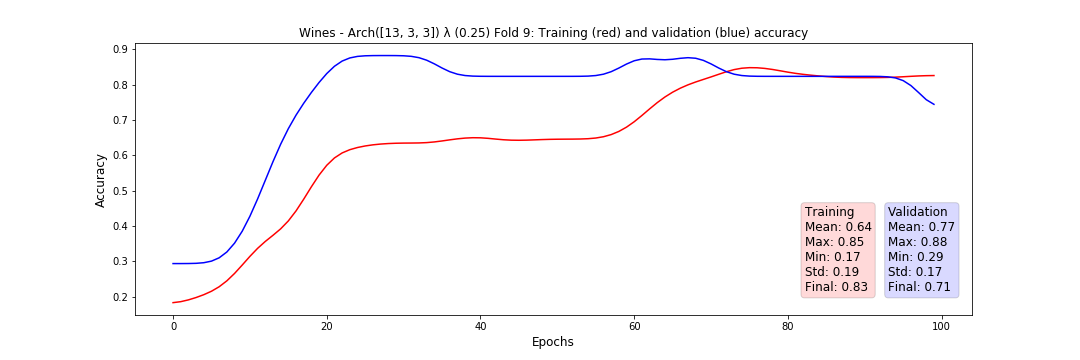 Wines - Arch([13, 3, 3]) λ (0.25) Fold 9: Training (red) and validation (blue) accuracy
0.9
0.8
0.7
0.6
0.5
0.4
0.3
0.2
Accuracy
Training
Mean: 0.64
Max: 0.85
Min: 0.17
Std: 0.19
Final: 0.83
Validation
Mean: 0.77
Max: 0.88
Min: 0.29
Std: 0.17
Final: 0.71
0 20 40 60 80 100
Epochs